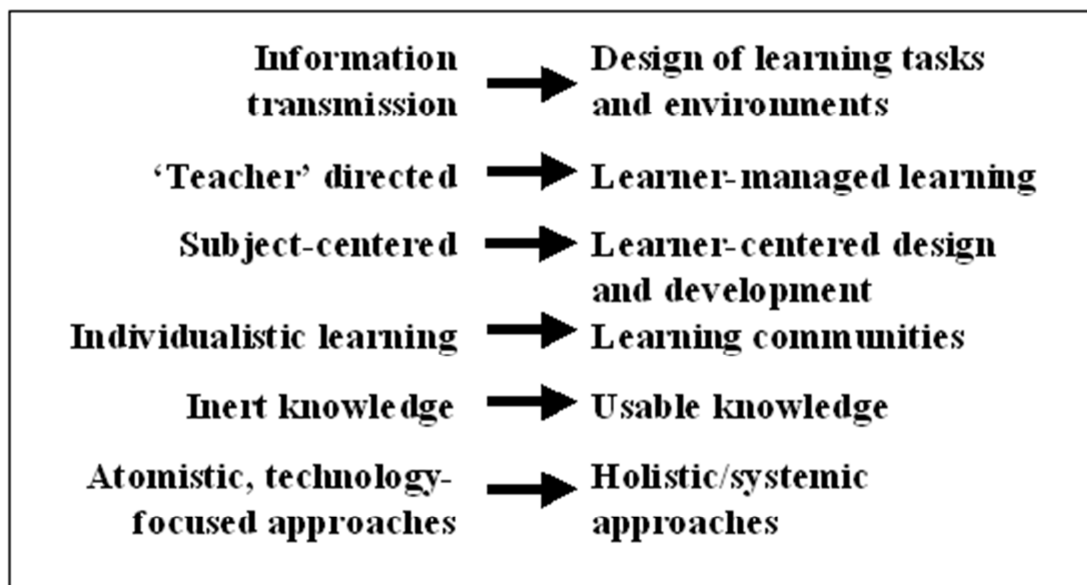 Information
transmission
Design of learning tasks
and environments
‘Teacher’ directed
Learner-managed learning
Subject-centered
Learner-centered design
and development
Individualistic learning
Learning communities
Inert knowledge
Usable knowledge
Atomistic, technology-
focused approaches
Holistic/systemic
approaches